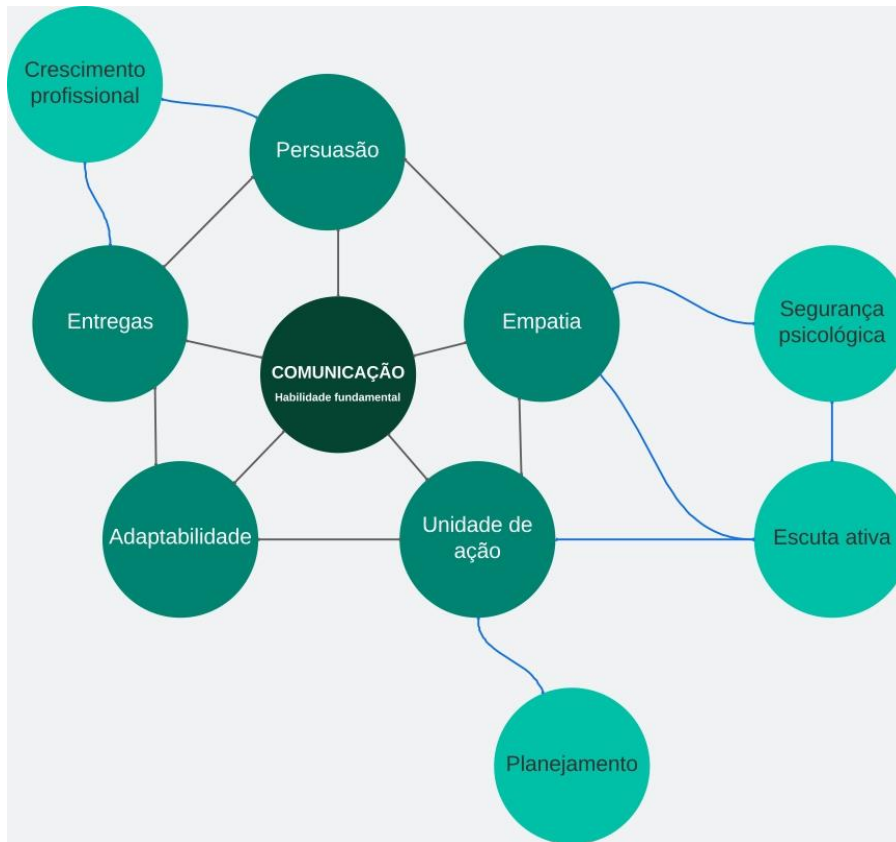 Crescimento
profissional
Persuasão
Entregas
Empatia
Segurança
psicológica
COMUNICAÇÃO
Habilidade fundamental
Adaptabilidade
Unidade de
ação
Escuta ativa
Planejamento